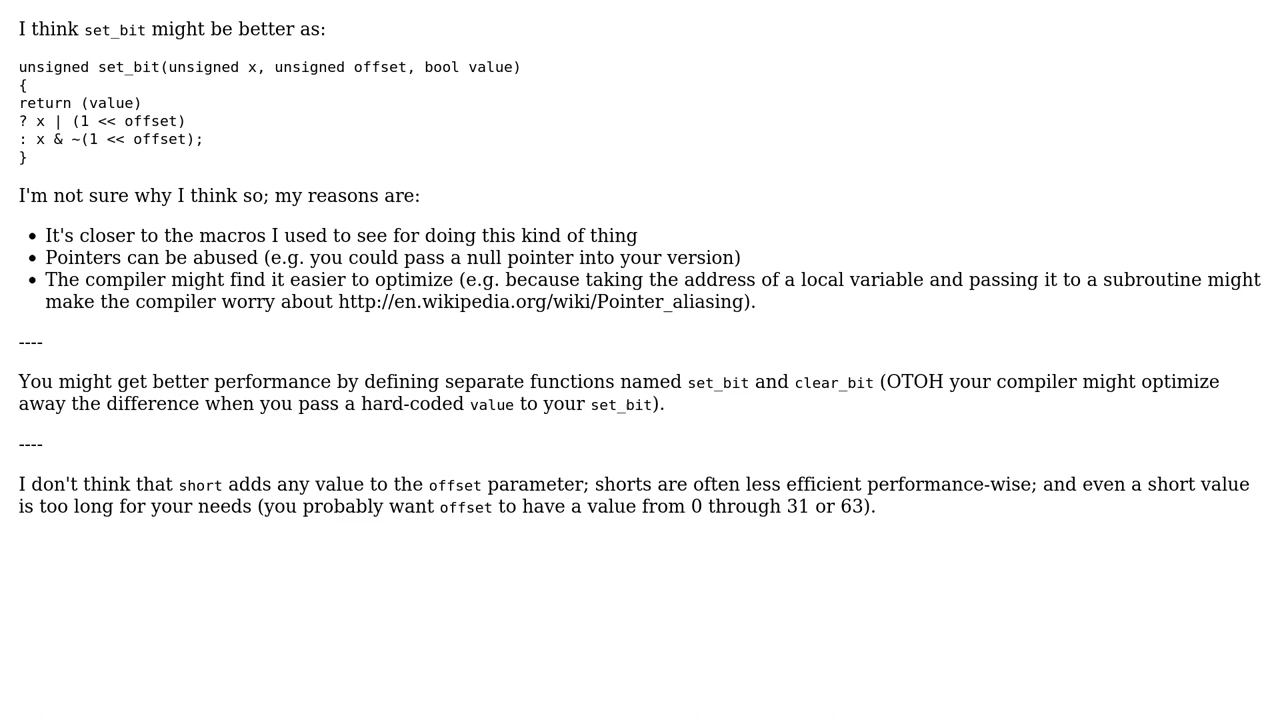 I think set_bit might be better as:
unsigned set_bit(unsigned x, unsigned offset, bool value)
{
return (value)
? x | (1 << offset)
: x & ~(1 << offset);
}
I'm not sure why I think so; my reasons are:
• It's closer to the macros I used to see for doing this kind of thing
• Pointers can be abused (e.g. you could pass a null pointer into your version)
• The compiler might find it easier to optimize (e.g. because taking the address of a local variable and passing it to a subroutine might
make the compiler worry about http://en.wikipedia.org/wiki/Pointer_aliasing).
----
You might get better performance by defining separate functions named set_bit and clear_bit (OTOH your compiler might optimize
away the difference when you pass a hard-coded value to your set_bit).
----
I don't think that short adds any value to the offset parameter; shorts are often less efficient performance-wise; and even a short value
is too long for your needs (you probably want offset to have a value from 0 through 31 or 63).